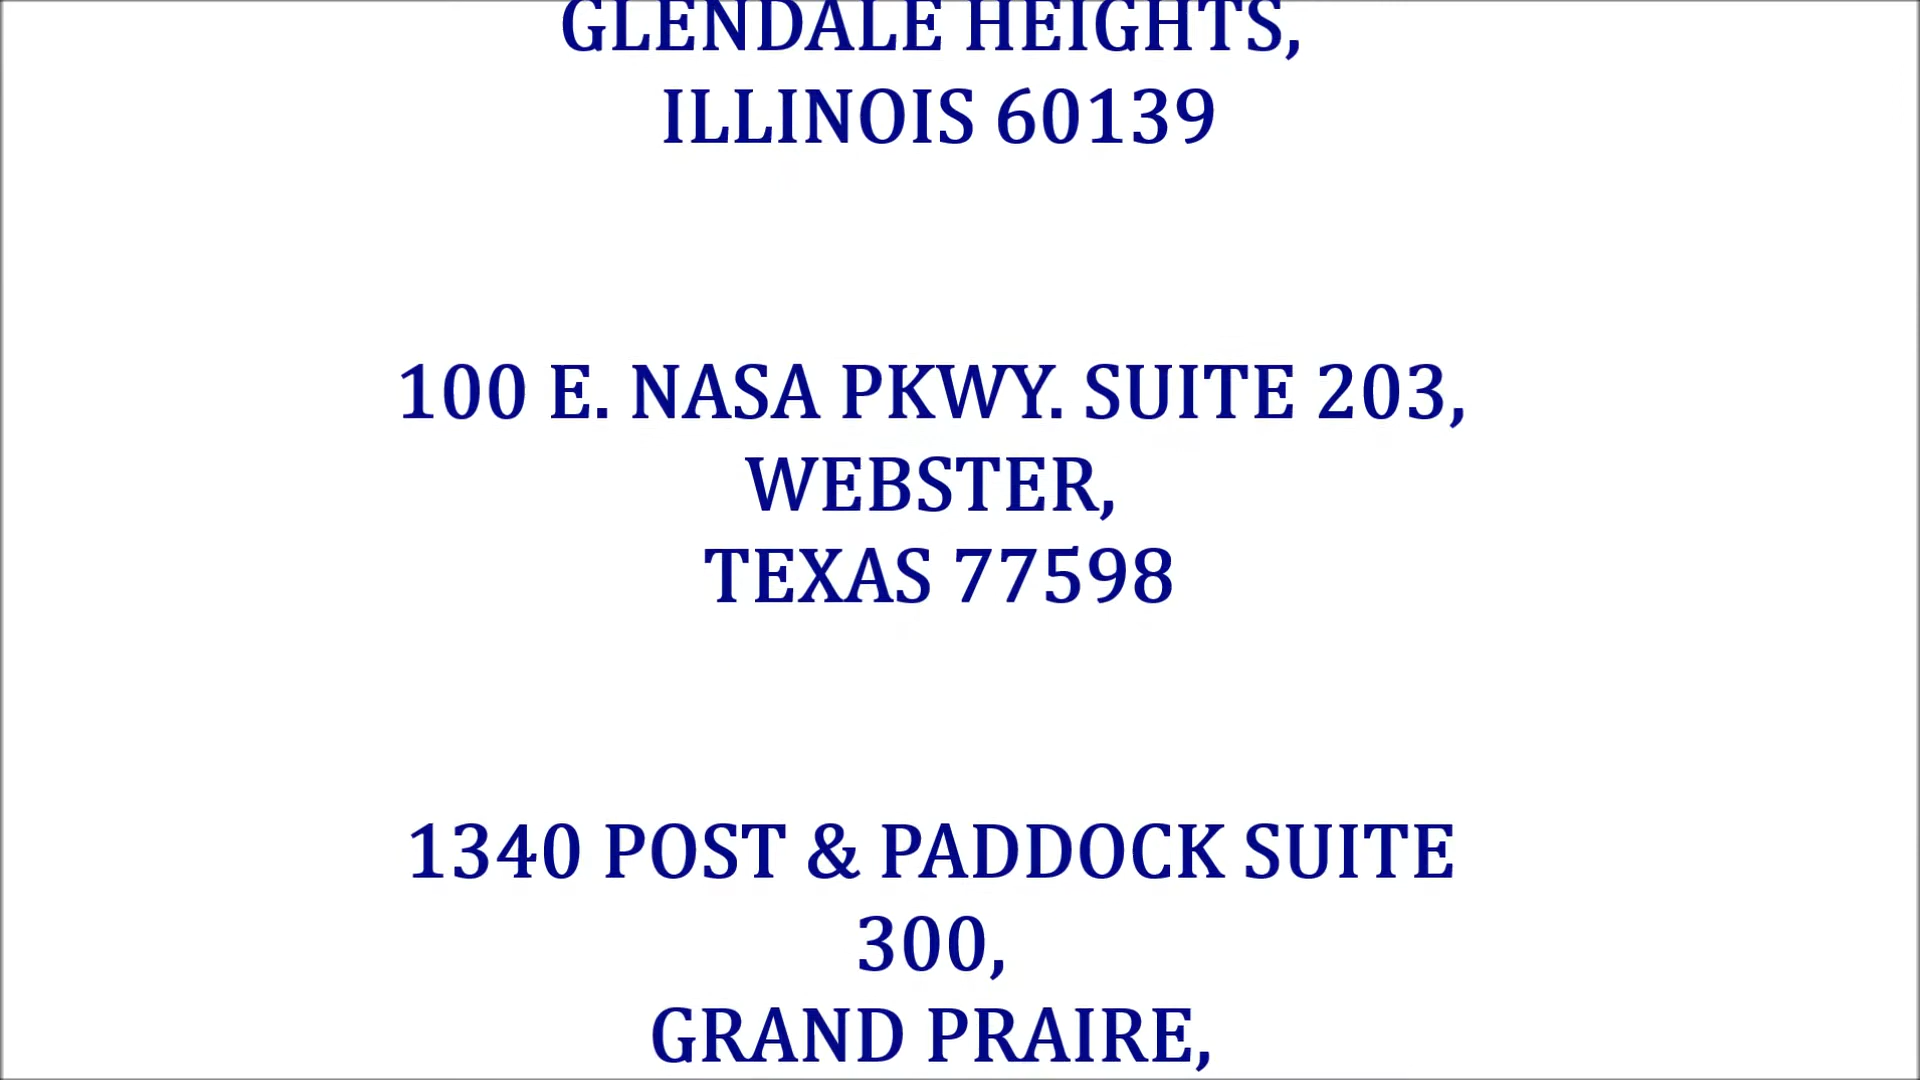 GLENDALE HEIGHTS,
ILLINOIS 60139
100 E. NASA PKWY. SUITE 203,
WEBSTER,
TEXAS 77598
1340 POST & PADDOCK SUITE
300,
GRAND PRAIRE,